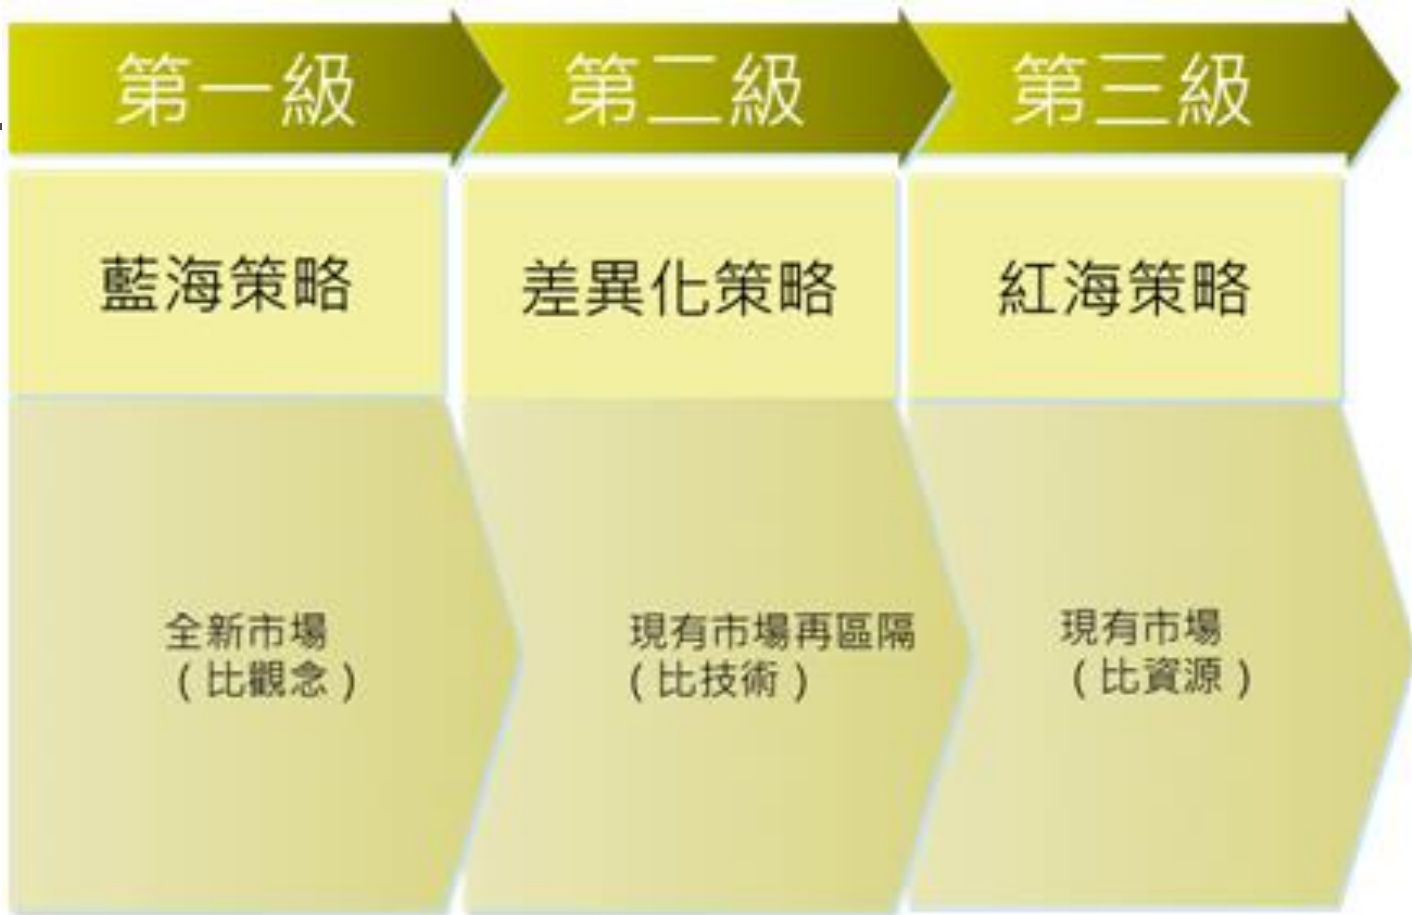 第一級
第二級
第三級
藍海策略
差異化策略
紅海策略
全新市場
（比觀念）
現有市場再區隔
（比技術）
現有市場
（比資源）